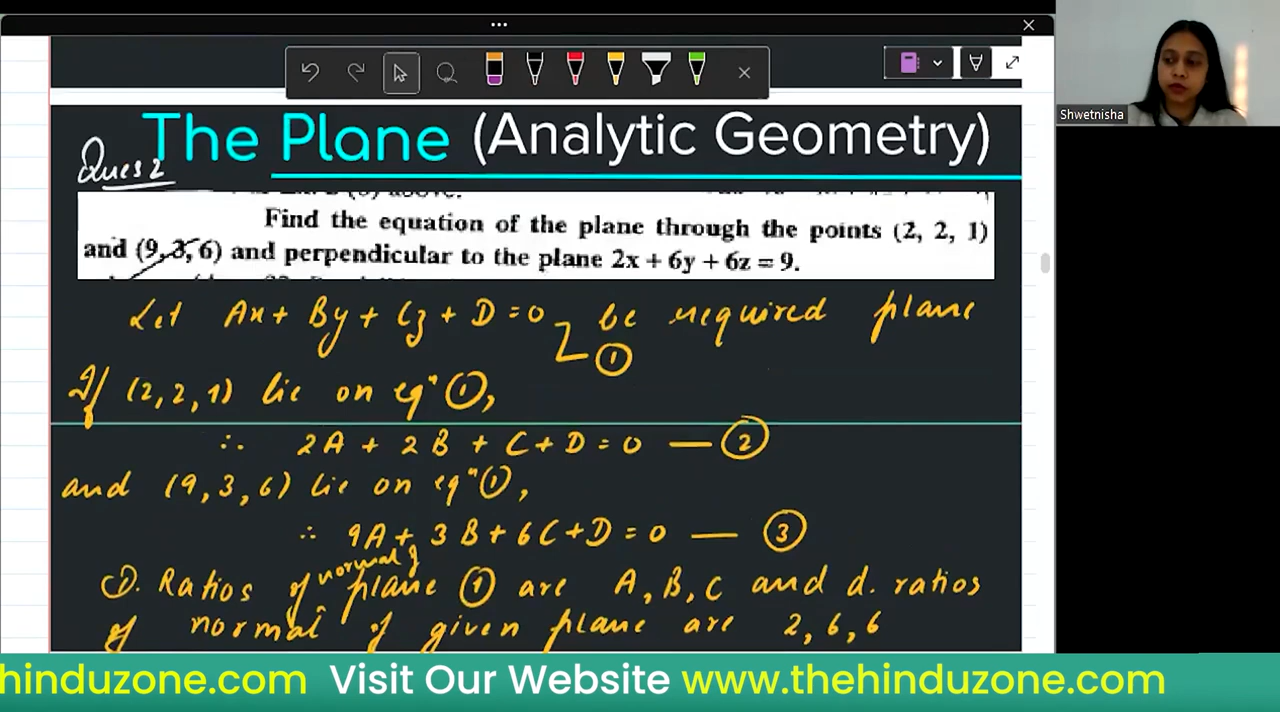 Shwetnisha
The Plane (Analytic Geometry)
Ques 2
Find the equation of the plane through the points (2, 2, 1)
and (9, 3, 6) and perpendicular to the plane 2x + 6y + 6z = 9.
Let Ax + By + Cz + D = 0 be required plane
①
If (2, 2, 1) lie on eqⁿ ①,
∴ 2A + 2B + C + D = 0 — ②
and (9, 3, 6) lie on eqⁿ ①,
∴ 9A + 3B + 6C + D = 0 — ③
D. Ratios of normal of plane ① are A, B, C and d. ratios
of normal of given plane are 2, 6, 6
hinduzone.com Visit Our Website www.thehinduzone.com